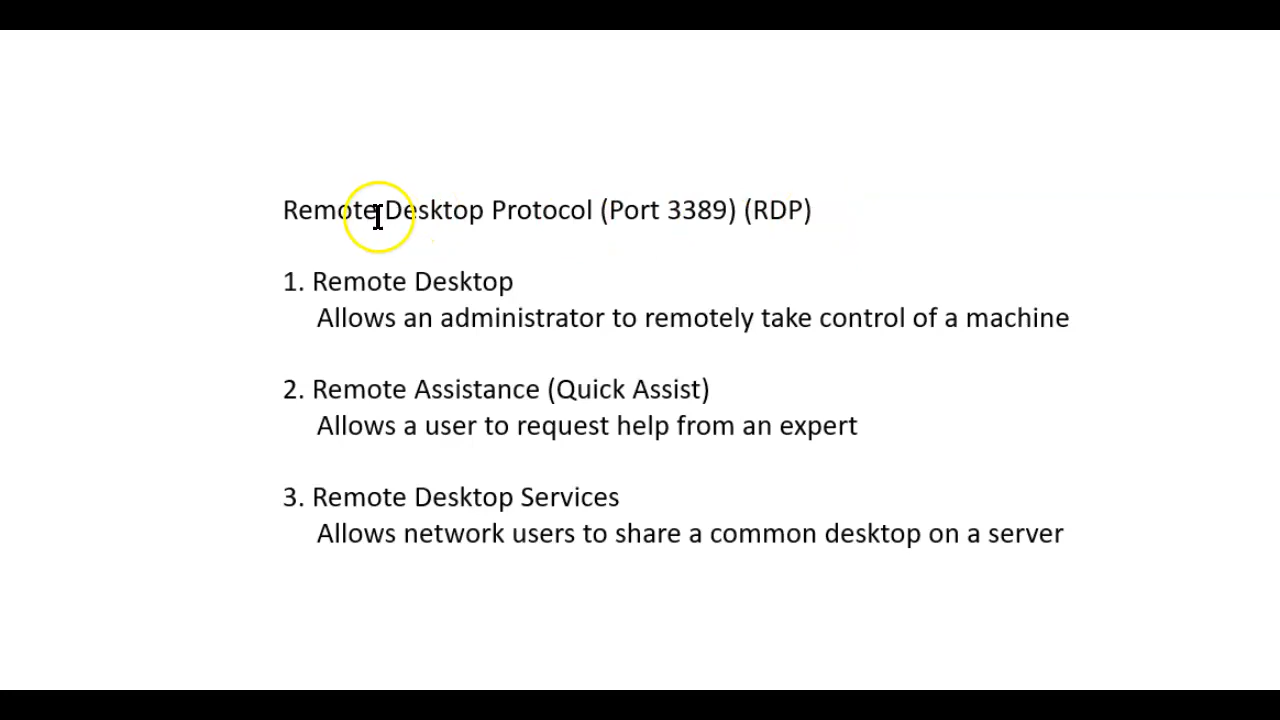 Remote Desktop Protocol (Port 3389) (RDP)
1. Remote Desktop
Allows an administrator to remotely take control of a machine
2. Remote Assistance (Quick Assist)
Allows a user to request help from an expert
3. Remote Desktop Services
Allows network users to share a common desktop on a server